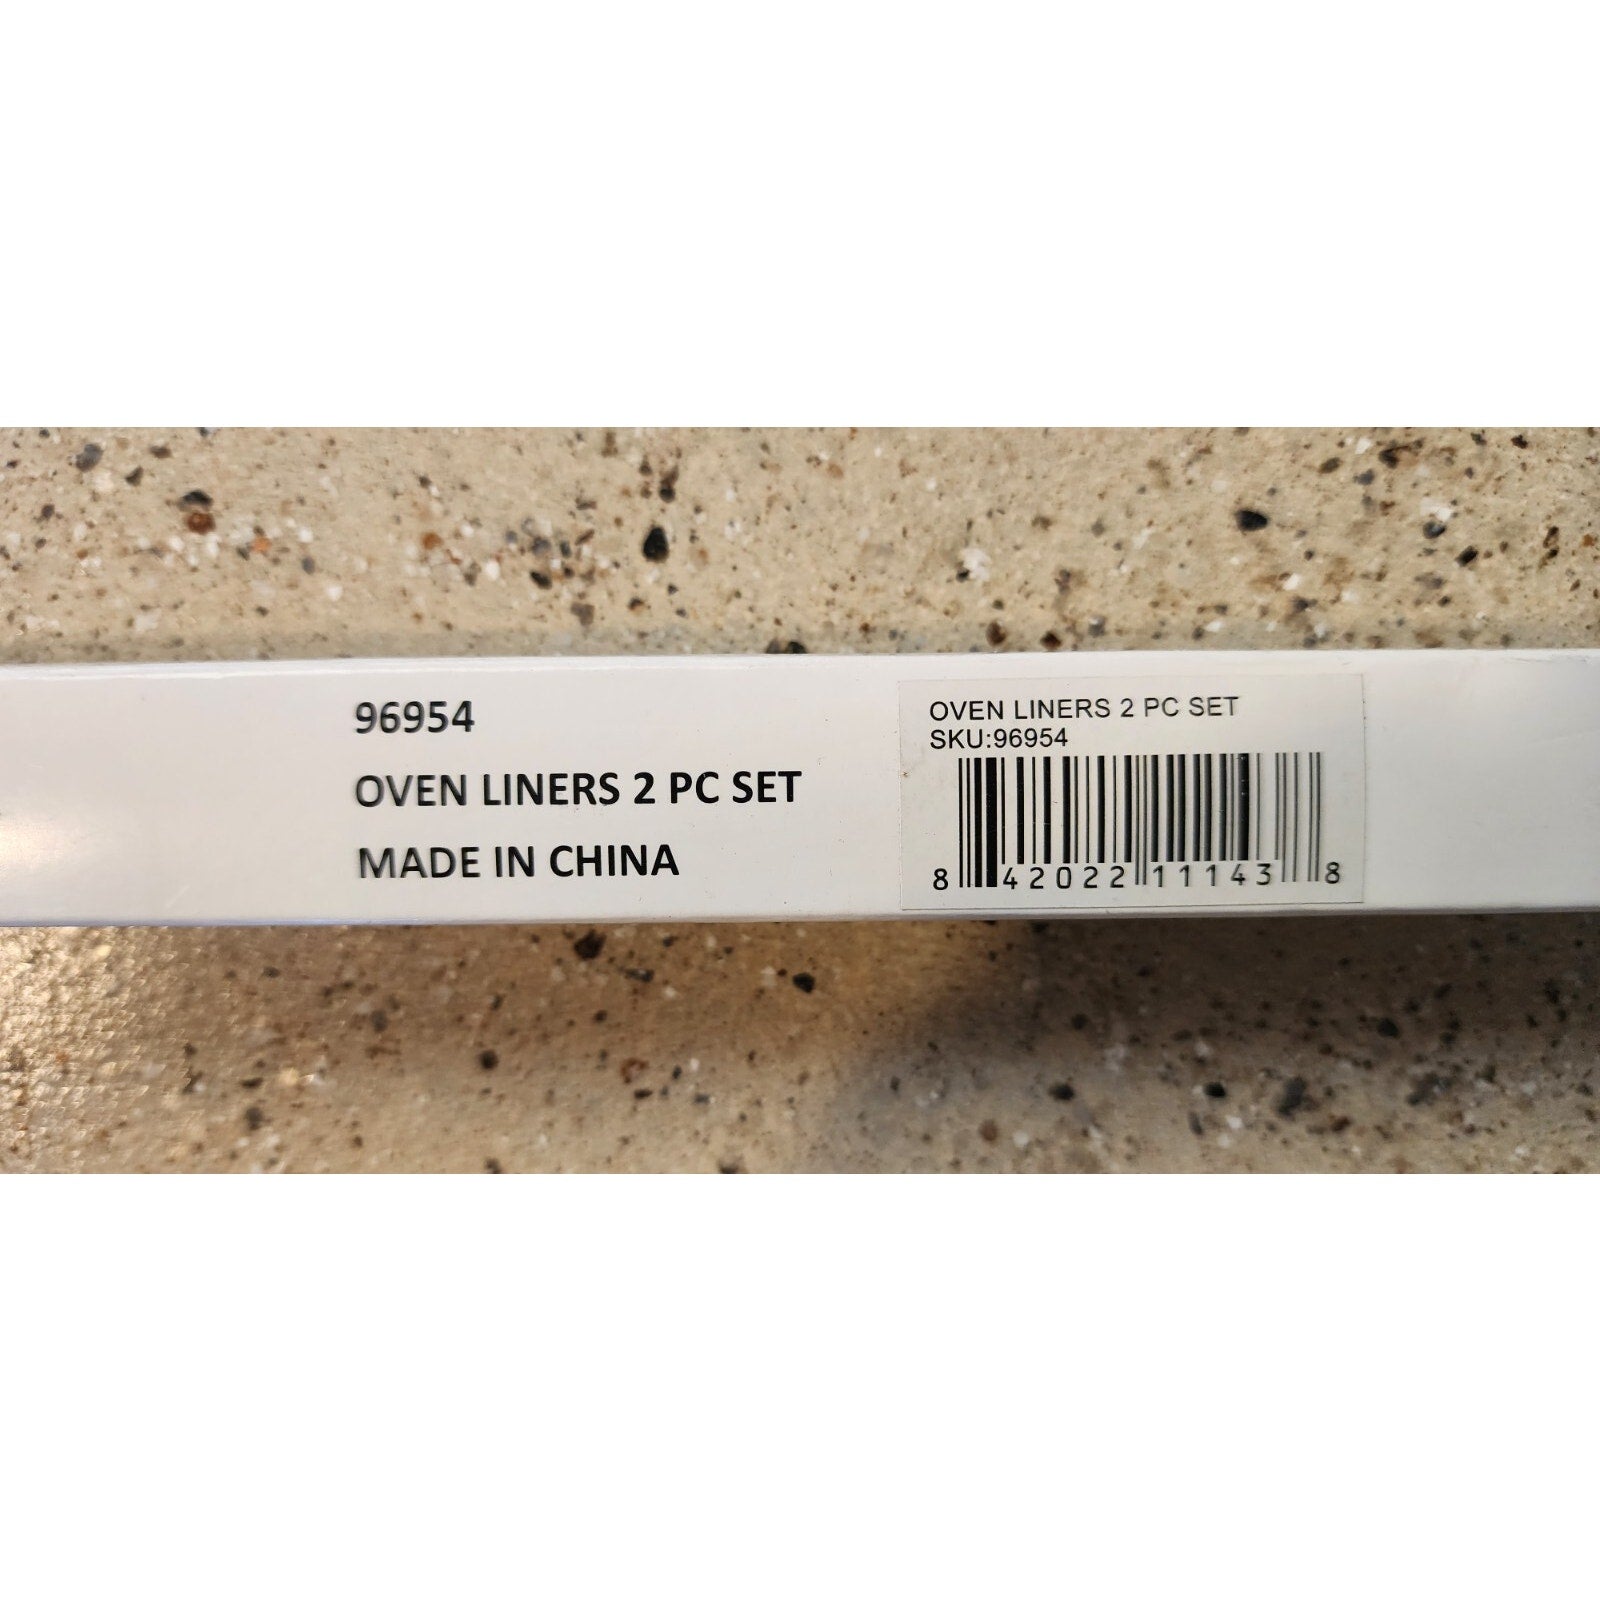 96954
OVEN LINERS 2 PC SET
MADE IN CHINA
OVEN LINERS 2 PC SET
SKU:96954
8 42022 11143 8